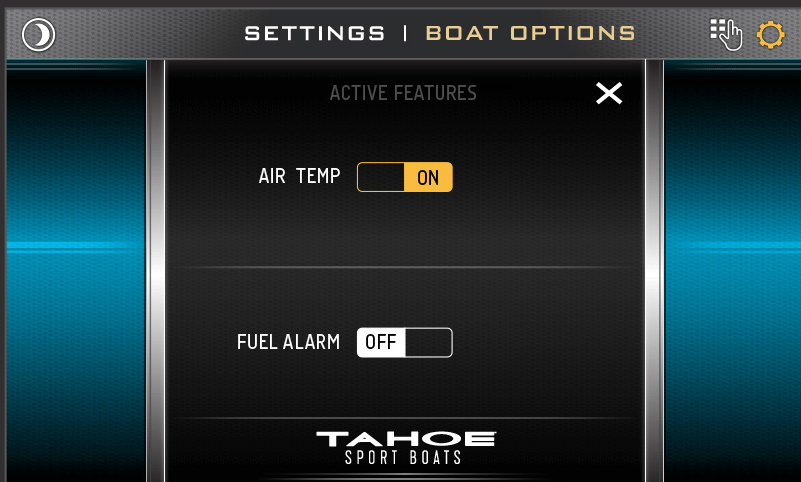 SETTINGS | BOAT OPTIONS
ACTIVE FEATURES
AIR TEMP ON
FUEL ALARM OFF
TAHOE
SPORT BOATS